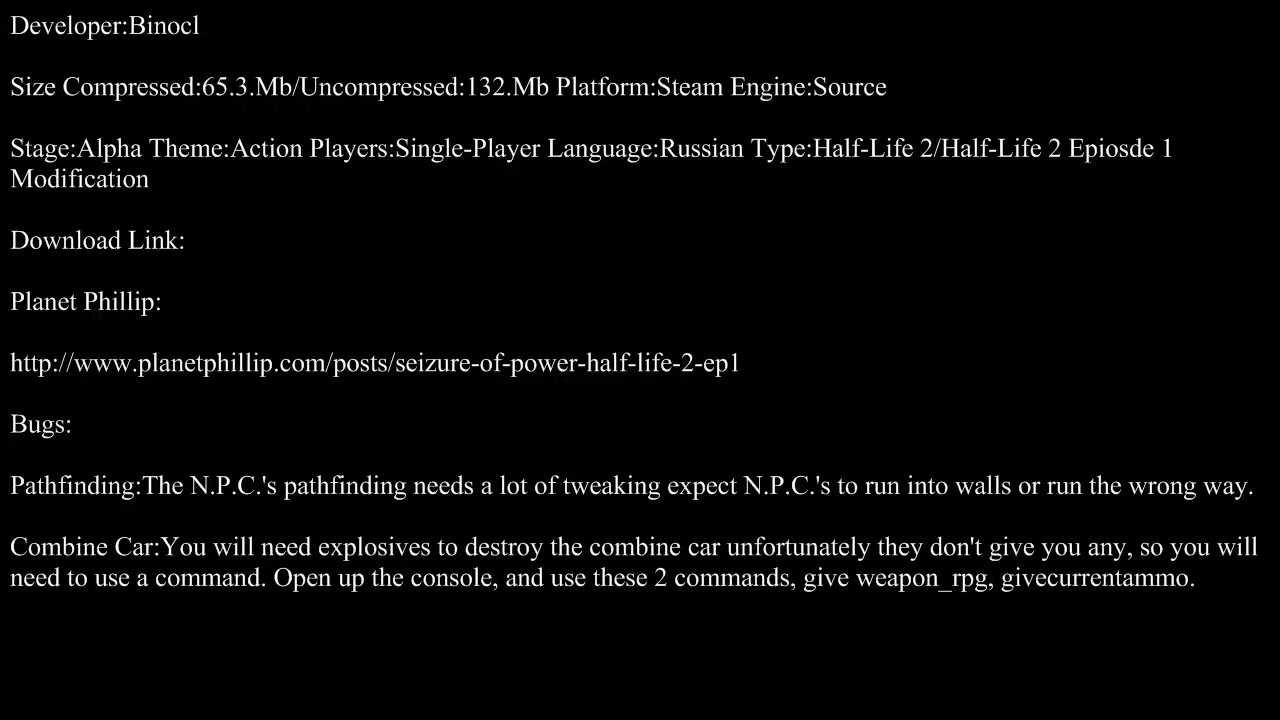 Developer:Binocl
Size Compressed:65.3.Mb/Uncompressed:132.Mb Platform:Steam Engine:Source
Stage:Alpha Theme:Action Players:Single-Player Language:Russian Type:Half-Life 2/Half-Life 2 Epiosde 1
Modification
Download Link:
Planet Phillip:
http://www.planetphillip.com/posts/seizure-of-power-half-life-2-ep1
Bugs:
Pathfinding:The N.P.C.'s pathfinding needs a lot of tweaking expect N.P.C.'s to run into walls or run the wrong way.
Combine Car:You will need explosives to destroy the combine car unfortunately they don't give you any, so you will
need to use a command. Open up the console, and use these 2 commands, give weapon_rpg, givecurrentammo.